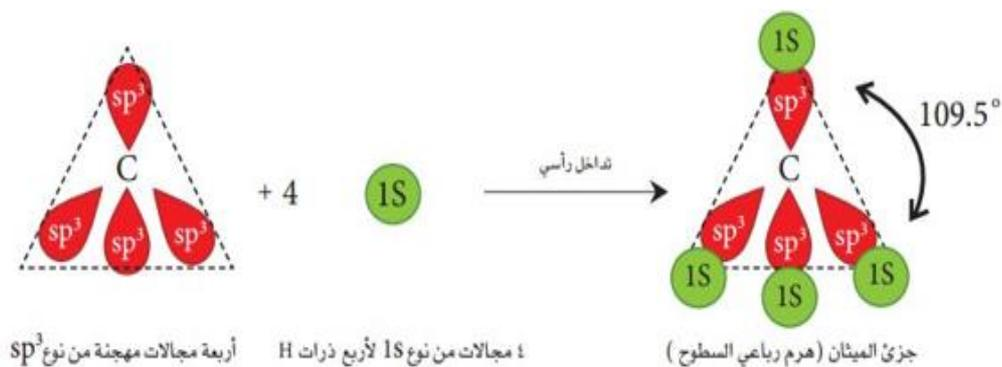 1S
sp³
sp³
109.5°
C
تداخل رأسي
C
+ 4
1S
sp³
sp³
sp³
sp³
sp³
sp³
1S
1S
1S
جزئ الميثان (هرم رباعي السطوح)
٤ مجالات من نوع 1s لأربع ذرات H
أربعة مجالات مهجنة من نوع sp³